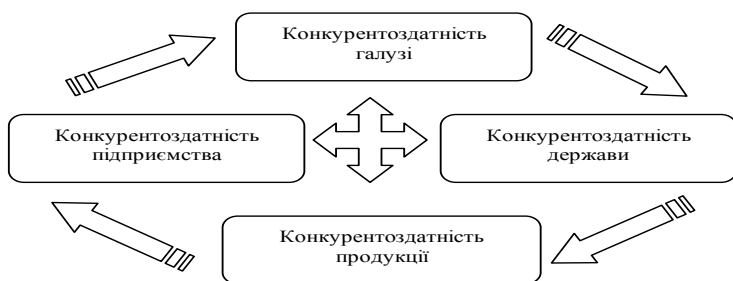 Конкурентоздатність
галузі
Конкурентоздатність
підприємства
Конкурентоздатність
держави
Конкурентоздатність
продукції